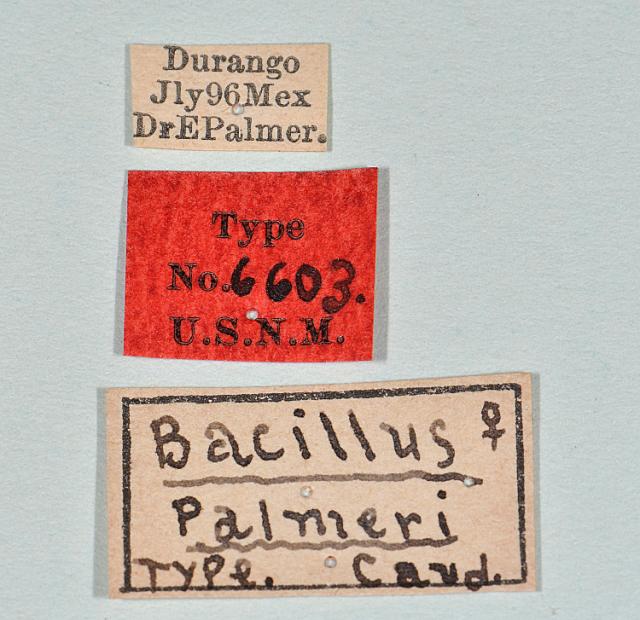 Durango
Jly96Mex
DrEPalmer.
Type
No.6603.
U.S.N.M.
Bacillus ♀
Palmeri
Type. Caud.